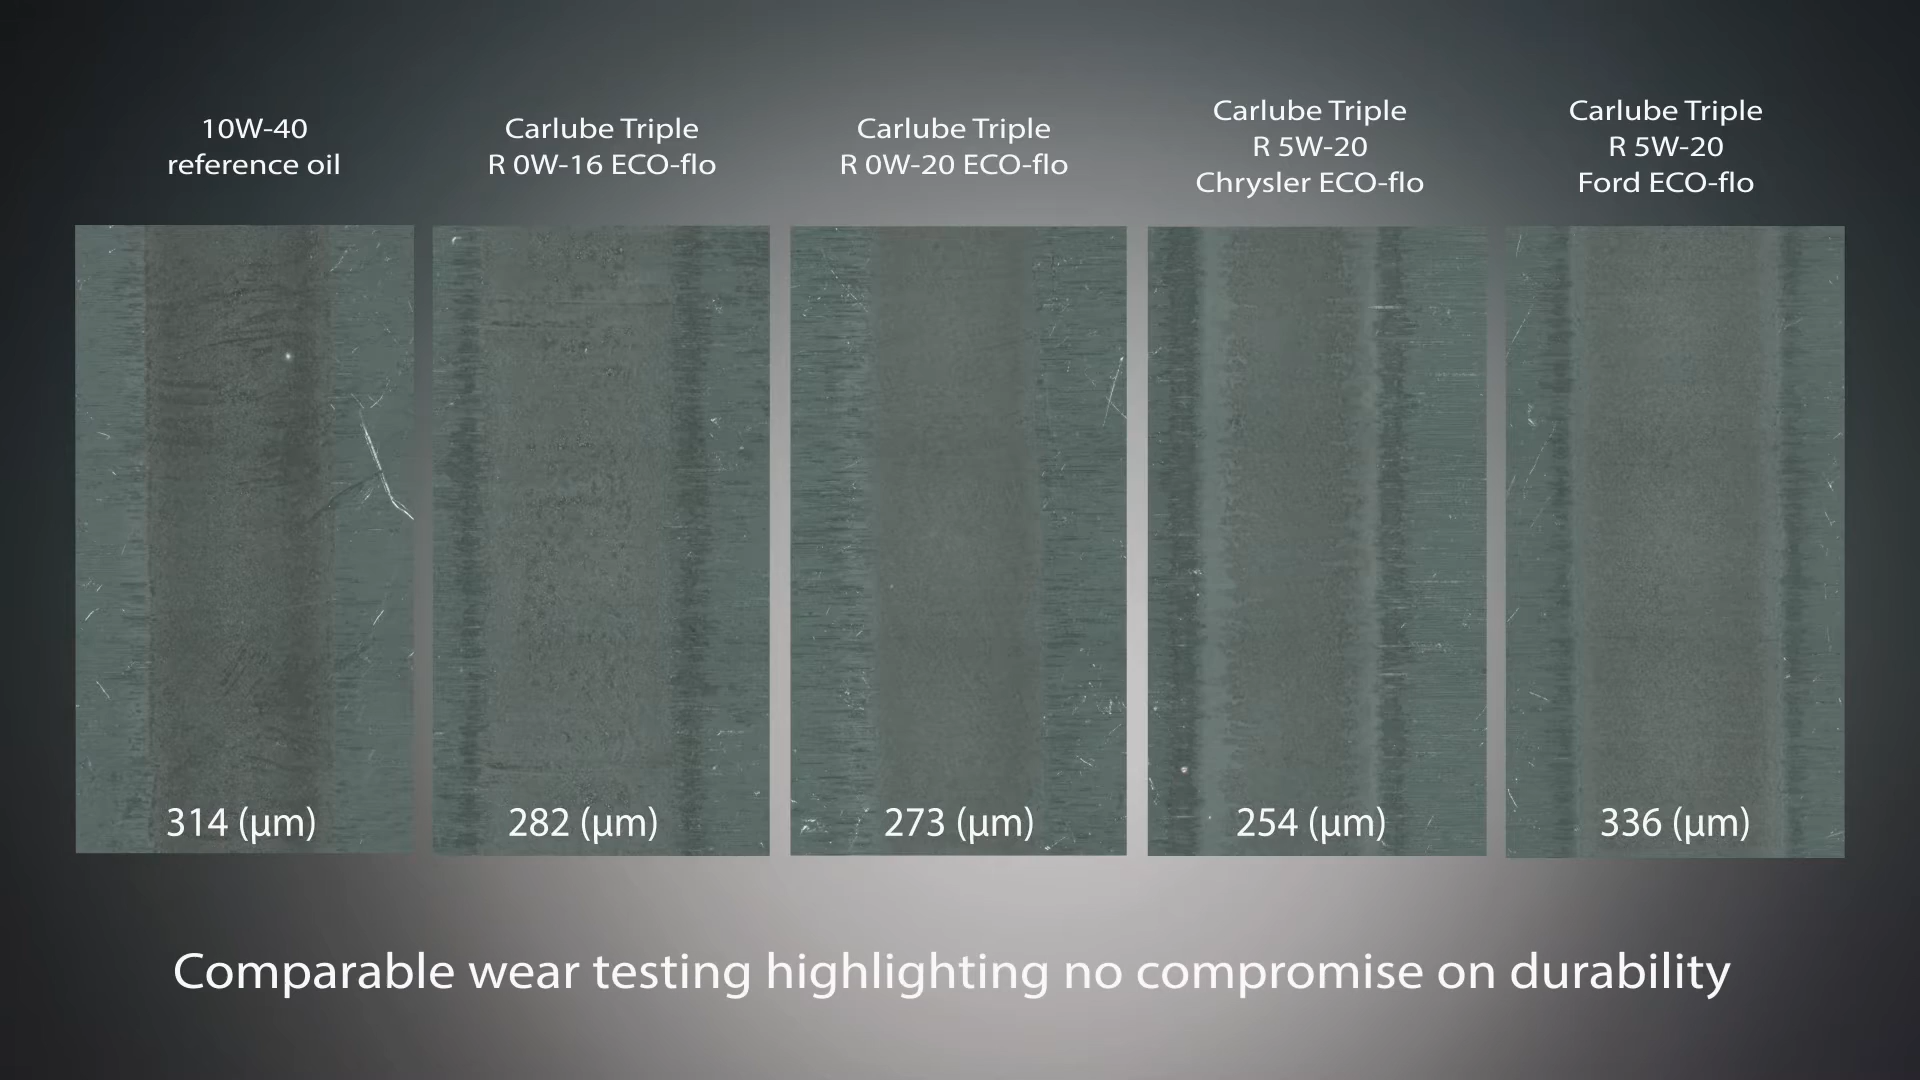 10W-40
reference oil
Carlube Triple
R 0W-16 ECO-flo
Carlube Triple
R 0W-20 ECO-flo
Carlube Triple
R 5W-20
Chrysler ECO-flo
Carlube Triple
R 5W-20
Ford ECO-flo
314 (µm)
282 (µm)
273 (µm)
254 (µm)
336 (µm)
Comparable wear testing highlighting no compromise on durability